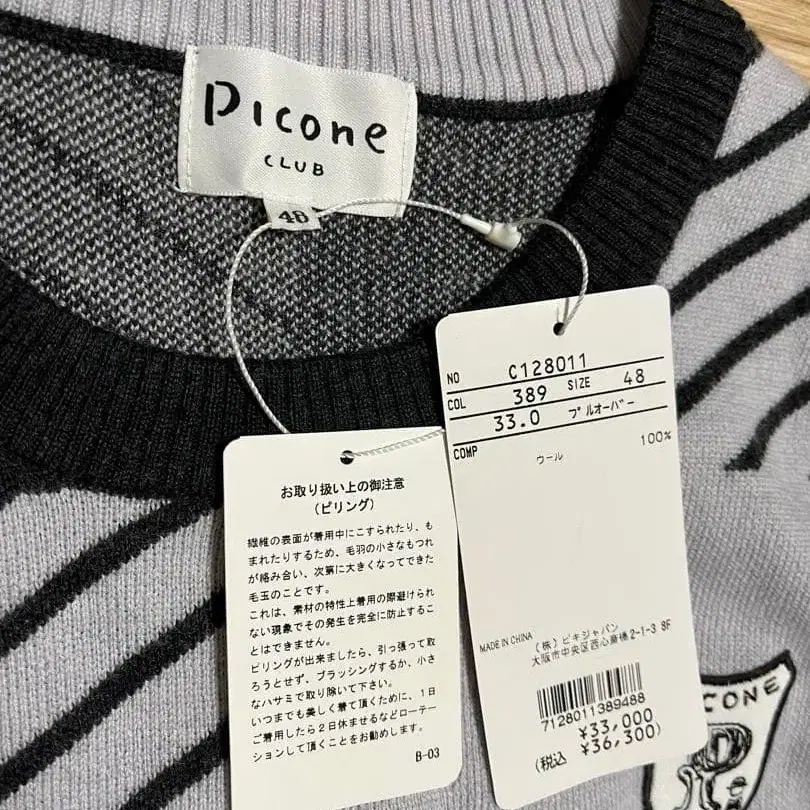 Picone
CLUB
48
NO C128011
COL 389 SIZE 48
33.0 プルオーバー
COMP
ウール 100%
MADE IN CHINA
(株)ビキジャパン
大阪市中央区西心斎橋2-1-3 8F
7128011389488
¥33,000
(税込 ¥36,300)
お取り扱い上の御注意
(ピリング)
繊維の表面が着用中にこすられたり、も
まれたりするため、毛羽の小さなもつれ
が絡み合い、次第に大きくなってできた
毛玉のことです。
これは、素材の特性上着用の際避けられ
ない現象でその発生を完全に防止するこ
とはできません。
ピリングが出来ましたら、引っ張って取
ろうとせず、ブラッシングするか、小さ
なハサミで取り除いて下さい。
いつまでも美しく着て頂くために、1日
ご着用したら2日休ませるなどローテー
ションして頂くことをお勧めします。
B-03
PICONE